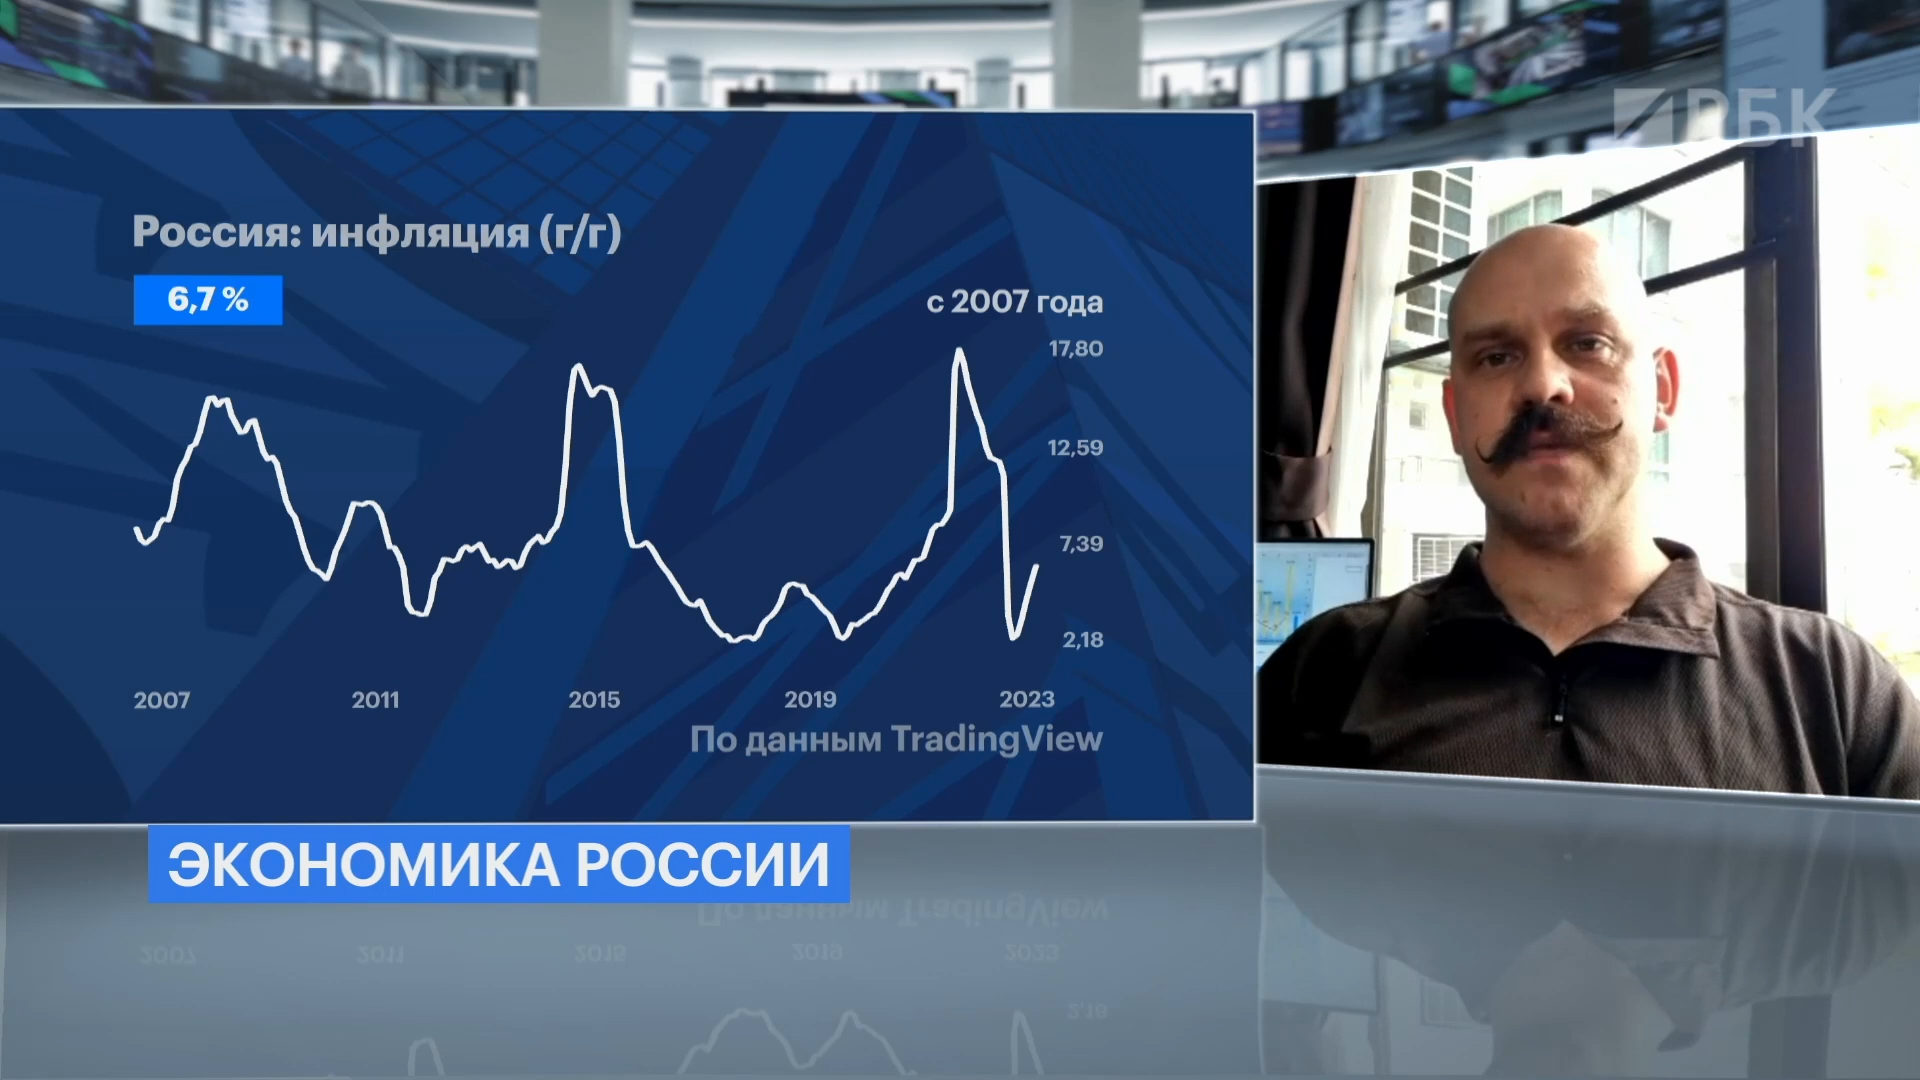 РБК
Россия: инфляция (г/г)
6,7 %
с 2007 года
17,80
12,59
7,39
2,18
2007 2011 2015 2019 2023
По данным TradingView
ЭКОНОМИКА РОССИИ